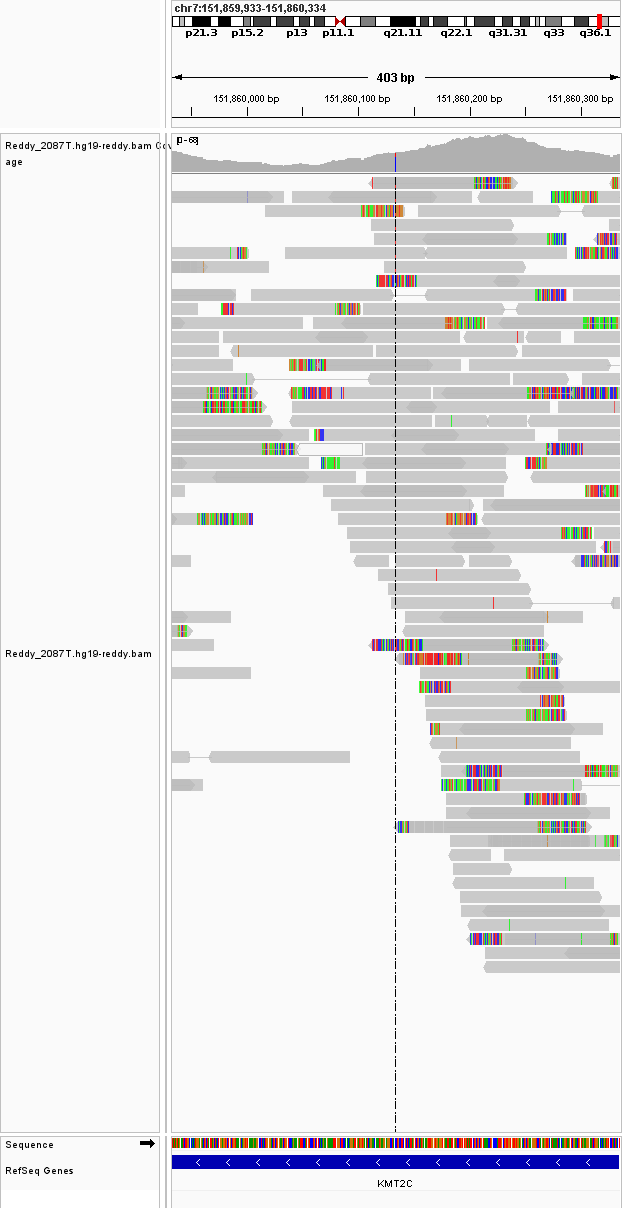 chr7:151,859,933-151,860,334
p21.3 p15.2 p13 p11.1 q21.11 q22.1 q31.31 q33 q36.1
403 bp
151,860,000 bp 151,860,100 bp 151,860,200 bp 151,860,300 bp
Reddy_2087T.hg19-reddy.bam Cov
age
[0-68]
Reddy_2087T.hg19-reddy.bam
Sequence
RefSeq Genes
KMT2C